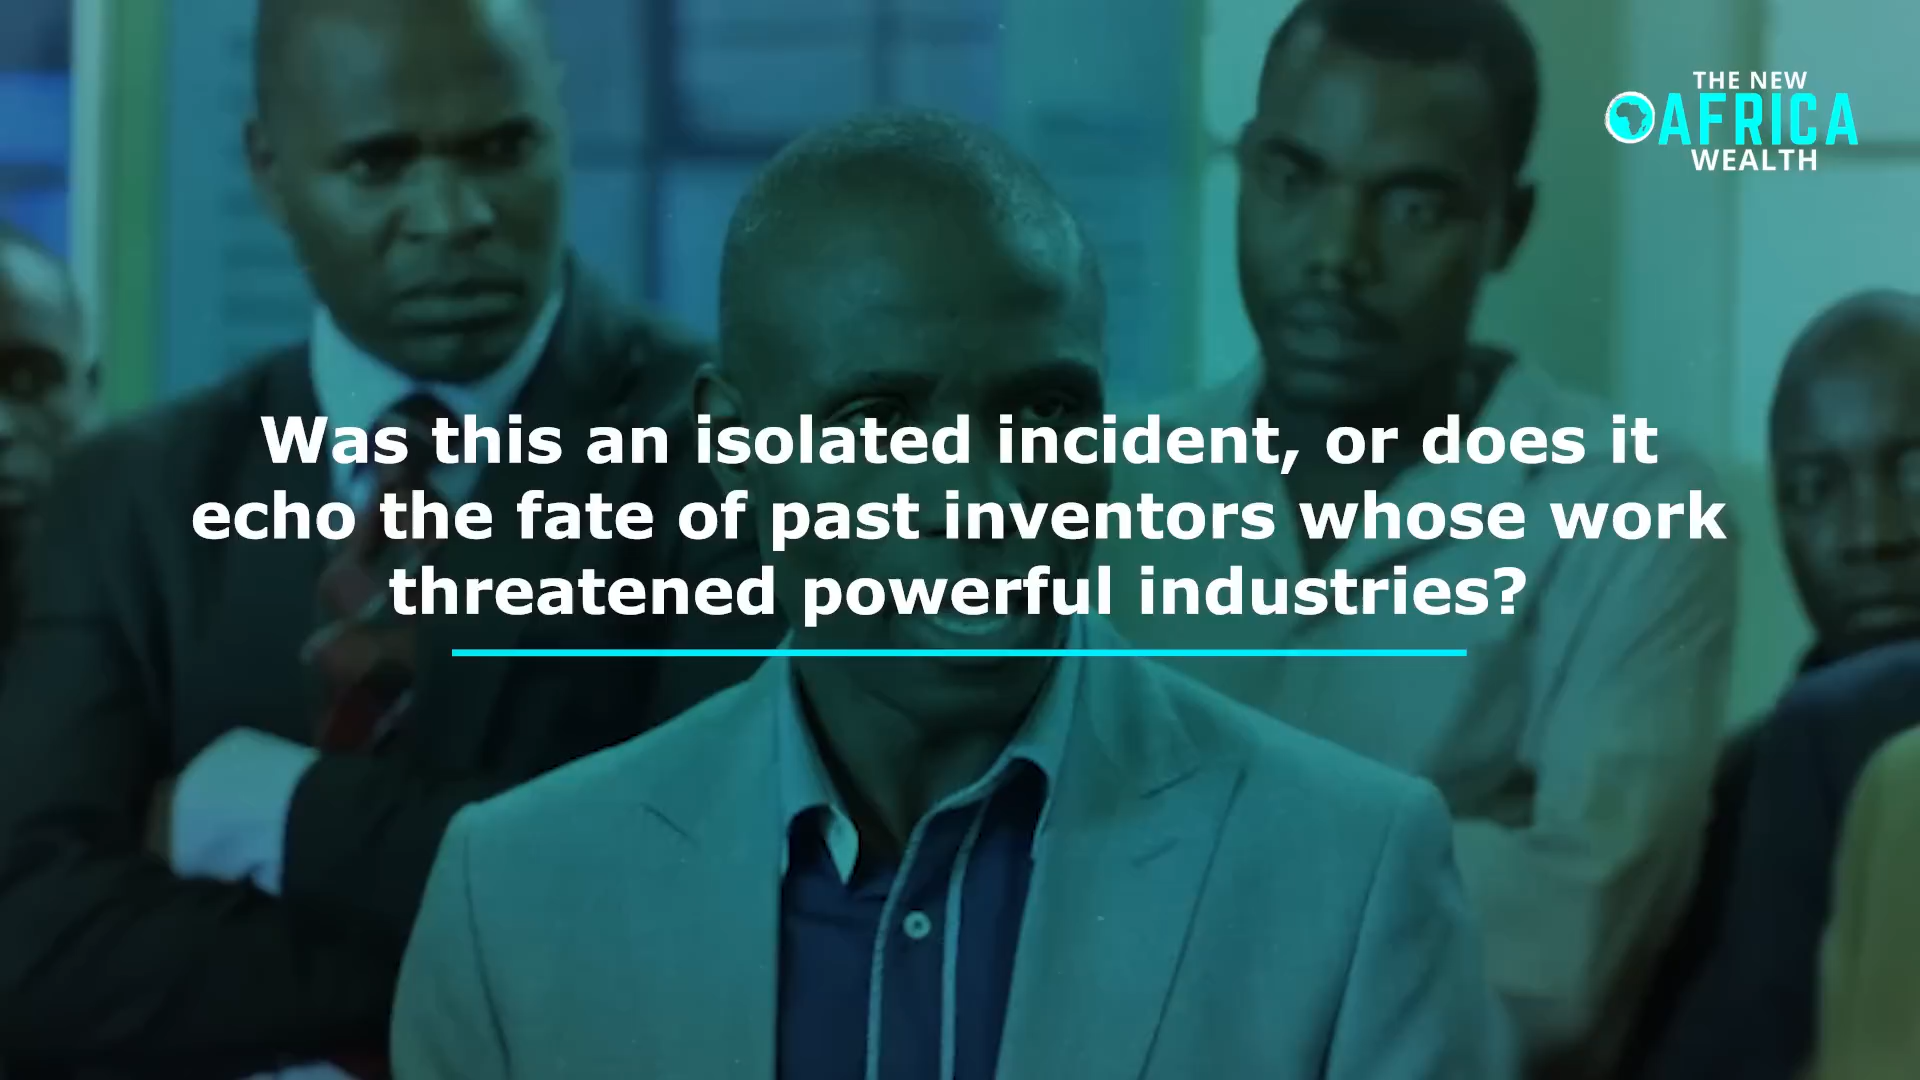 THE NEW
AFRICA
WEALTH
Was this an isolated incident, or does it
echo the fate of past inventors whose work
threatened powerful industries?